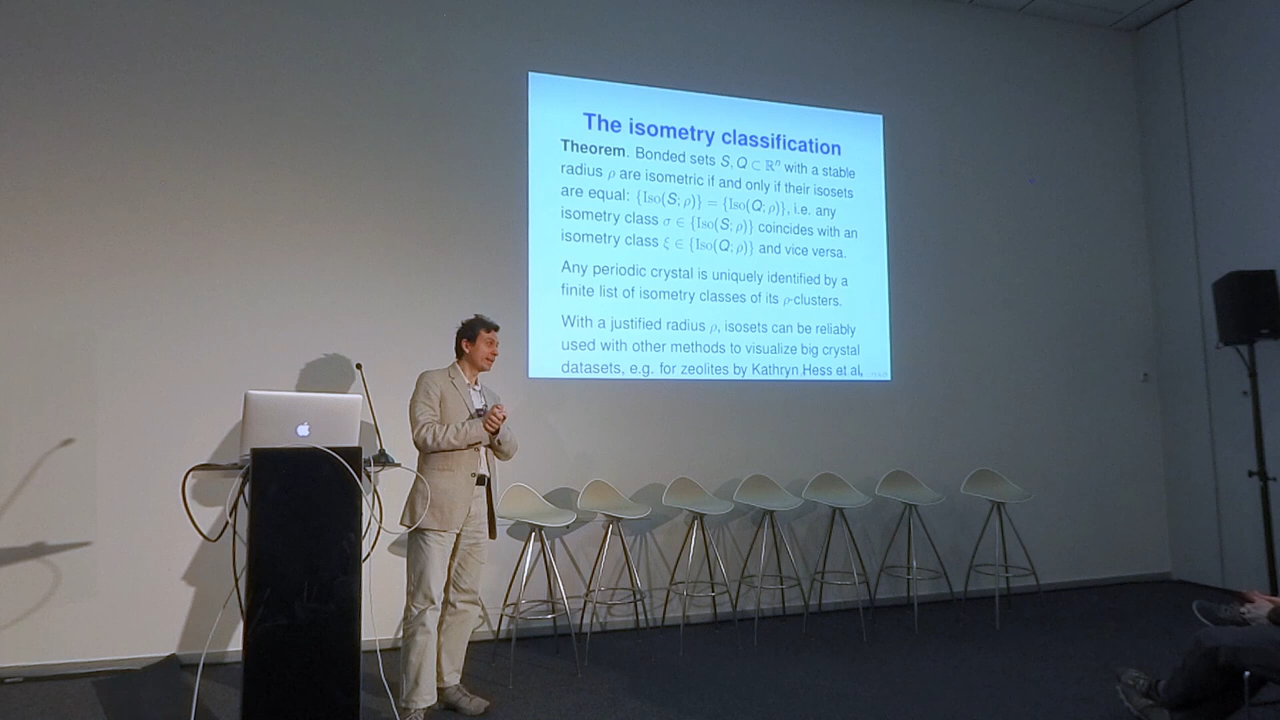 The isometry classification
Theorem. Bonded sets S, Q ⊂ ℝⁿ with a stable
radius ρ are isometric if and only if their isosets
are equal: {Iso(S; ρ)} = {Iso(Q; ρ)}, i.e. any
isometry class σ ∈ {Iso(S; ρ)} coincides with an
isometry class ξ ∈ {Iso(Q; ρ)} and vice versa.
Any periodic crystal is uniquely identified by a
finite list of isometry classes of its ρ-clusters.
With a justified radius ρ, isosets can be reliably
used with other methods to visualize big crystal
datasets, e.g. for zeolites by Kathryn Hess et al,